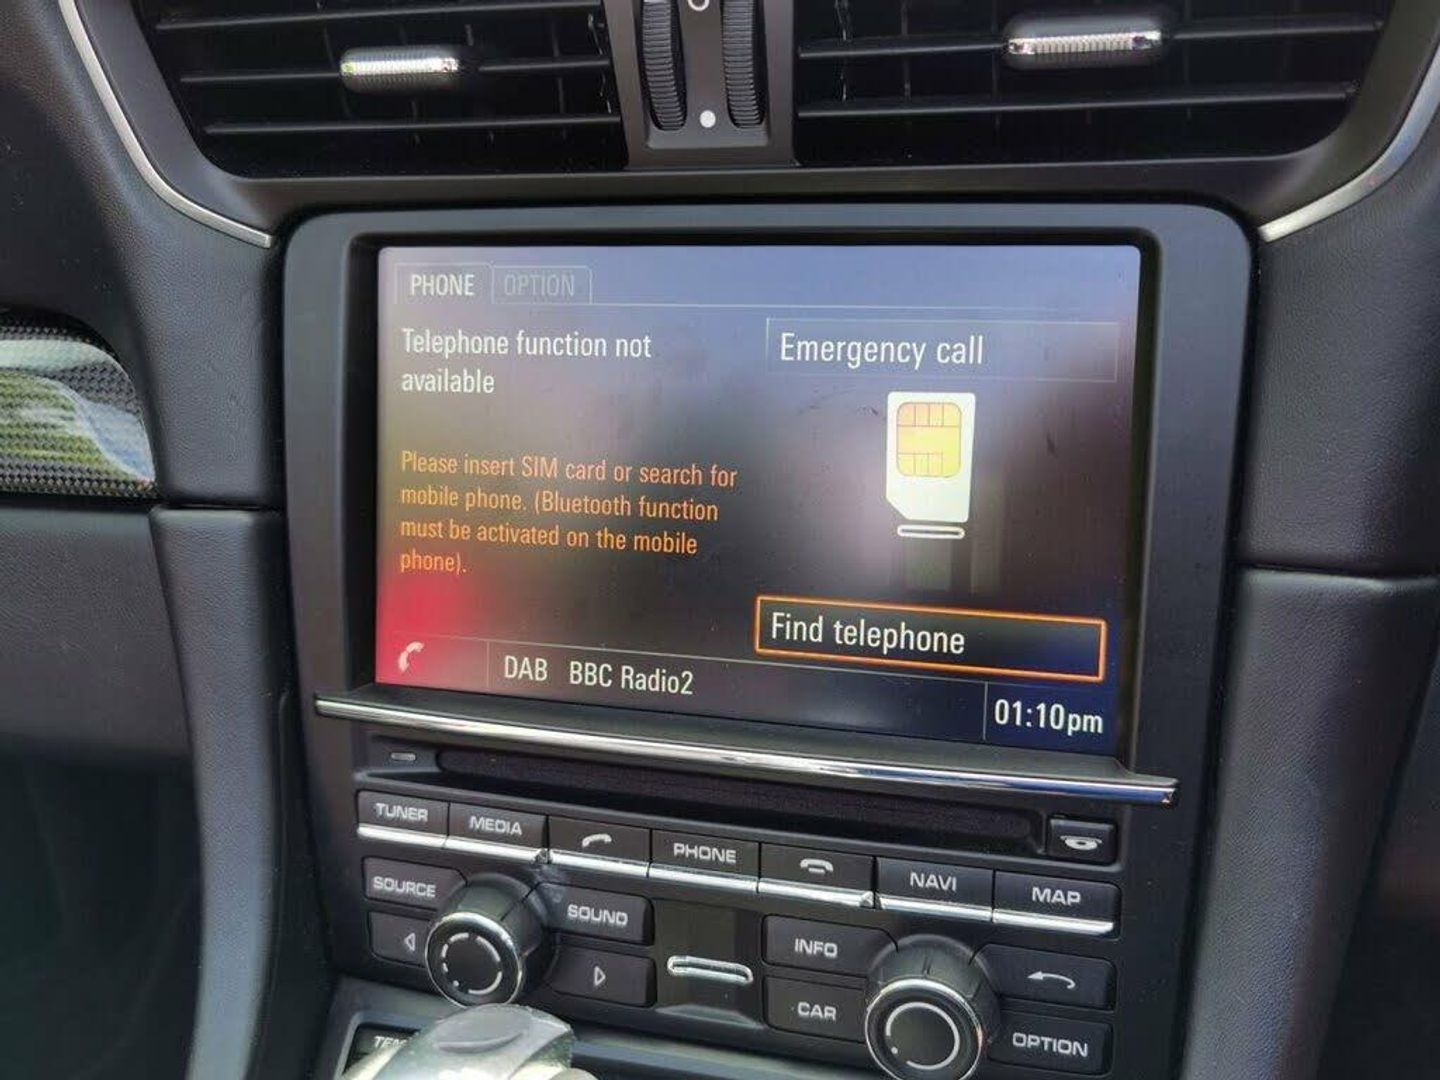 PHONE OPTION
Telephone function not
available
Emergency call
Please insert SIM card or search for
mobile phone. (Bluetooth function
must be activated on the mobile
phone).
Find telephone
DAB BBC Radio2
01:10pm
TUNER MEDIA PHONE NAVI MAP
SOURCE SOUND INFO
CAR OPTION